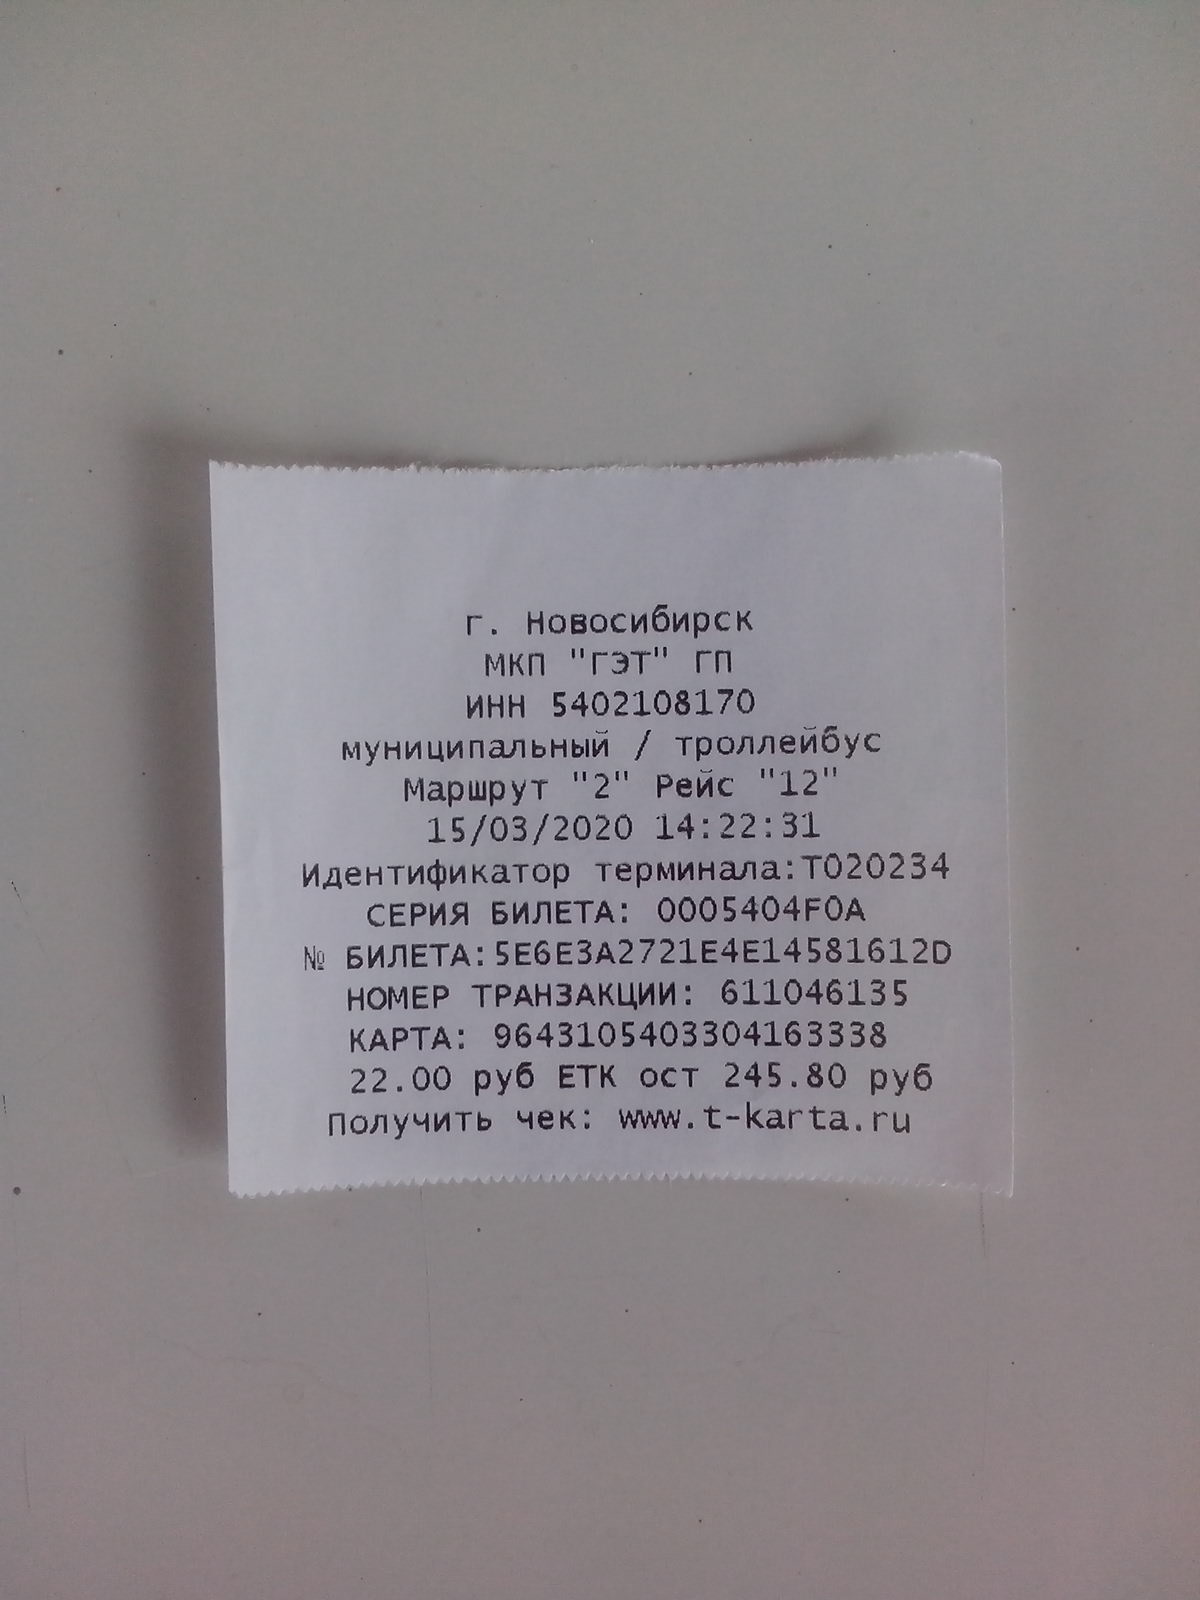 г. Новосибирск
МКП "ГЭТ" ГП
ИНН 5402108170
муниципальный / троллейбус
Маршрут "2" Рейс "12"
15/03/2020 14:22:31
Идентификатор терминала:T020234
СЕРИЯ БИЛЕТА: 0005404F0A
№ БИЛЕТА:5E6E3A2721E4E14581612D
НОМЕР ТРАНЗАКЦИИ: 611046135
КАРТА: 9643105403304163338
22.00 руб ЕТК ост 245.80 руб
Получить чек: www.t-karta.ru